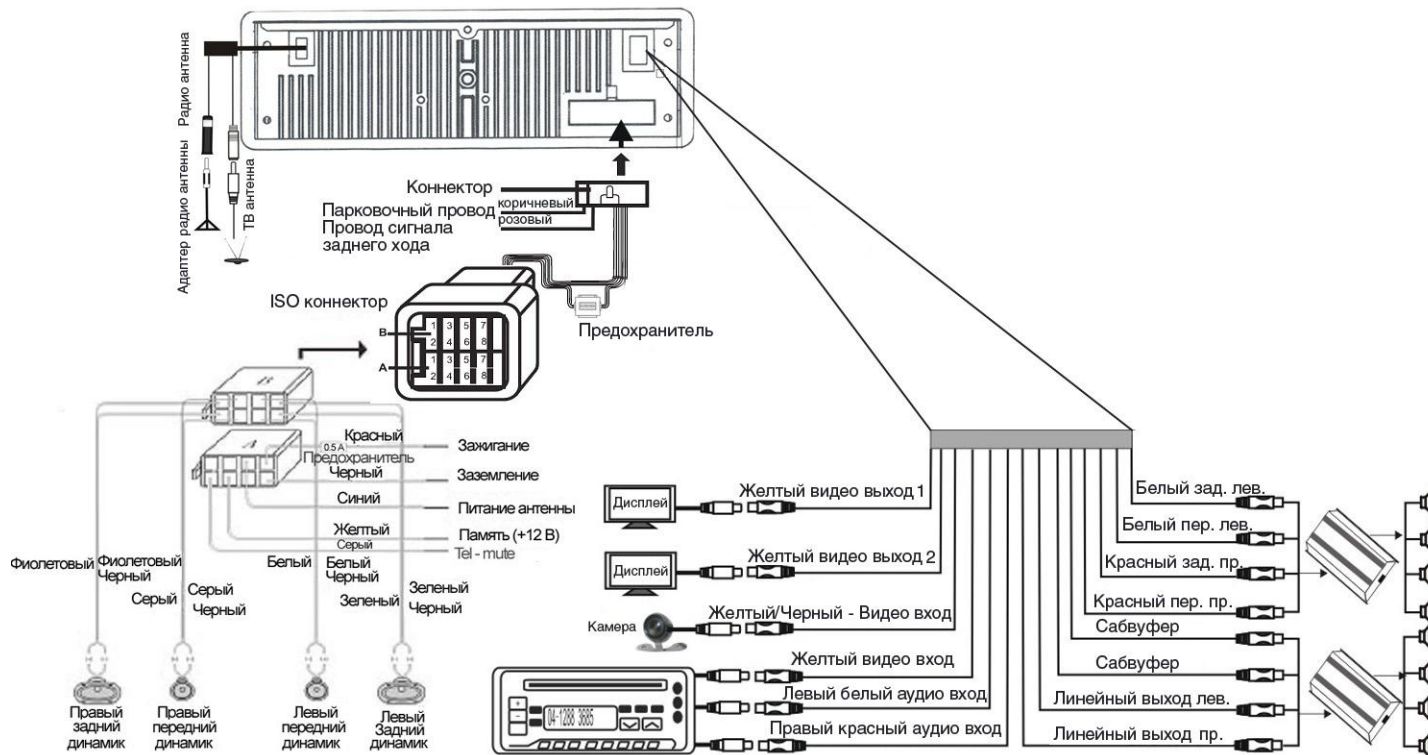 Радио антенна
Адаптер радио антенны
ТВ антенна
Коннектор
Парковочный провод
коричневый
розовый
Провод сигнала
заднего хода
ISO коннектор
Предохранитель
B
1 3 5 7
2 4 6 8
A
1 3 5 7
2 4 6 8
B
A
Красный
0.5 A
Предохранитель
Зажигание
Черный
Заземление
Синий
Питание антенны
Желтый
Память (+12 В)
Серый
Tel - mute
Фиолетовый
Фиолетовый
Черный
Серый
Серый
Черный
Белый
Белый
Черный
Зеленый
Зеленый
Черный
Правый
задний
динамик
Правый
передний
динамик
Левый
передний
динамик
Левый
Задний
динамик
Дисплей
Желтый видео выход 1
Дисплей
Желтый видео выход 2
Камера
Желтый/Черный - Видео вход
Желтый видео вход
Левый белый аудио вход
Правый красный аудио вход
04-1288 3685
Белый зад. лев.
Белый пер. лев.
Красный зад. пр.
Красный пер. пр.
Сабвуфер
Сабвуфер
Линейный выход лев.
Линейный выход пр.